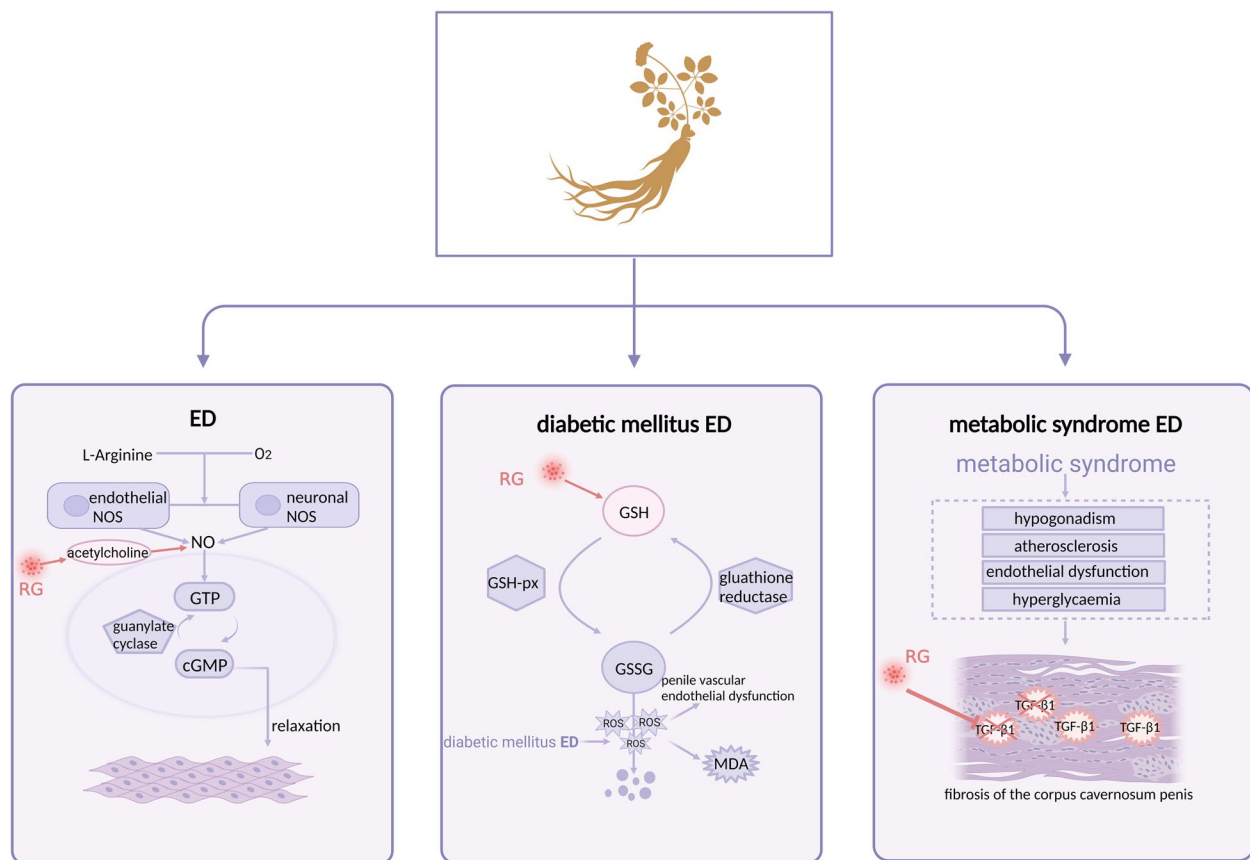 ED
L-Arginine
O2
endothelial
NOS
neuronal
NOS
acetylcholine
NO
RG
GTP
guanylate
cyclase
cGMP
relaxation
diabetic mellitus ED
RG
GSH
GSH-px
gluathione
reductase
GSSG
penile vascular
endothelial dysfunction
ROS
ROS
ROS
diabetic mellitus ED
MDA
metabolic syndrome ED
metabolic syndrome
hypogonadism
atherosclerosis
endothelial dysfunction
hyperglycaemia
RG
TGF-β1
TGF-β1
TGF-β1
TGF-β1
fibrosis of the corpus cavernosum penis